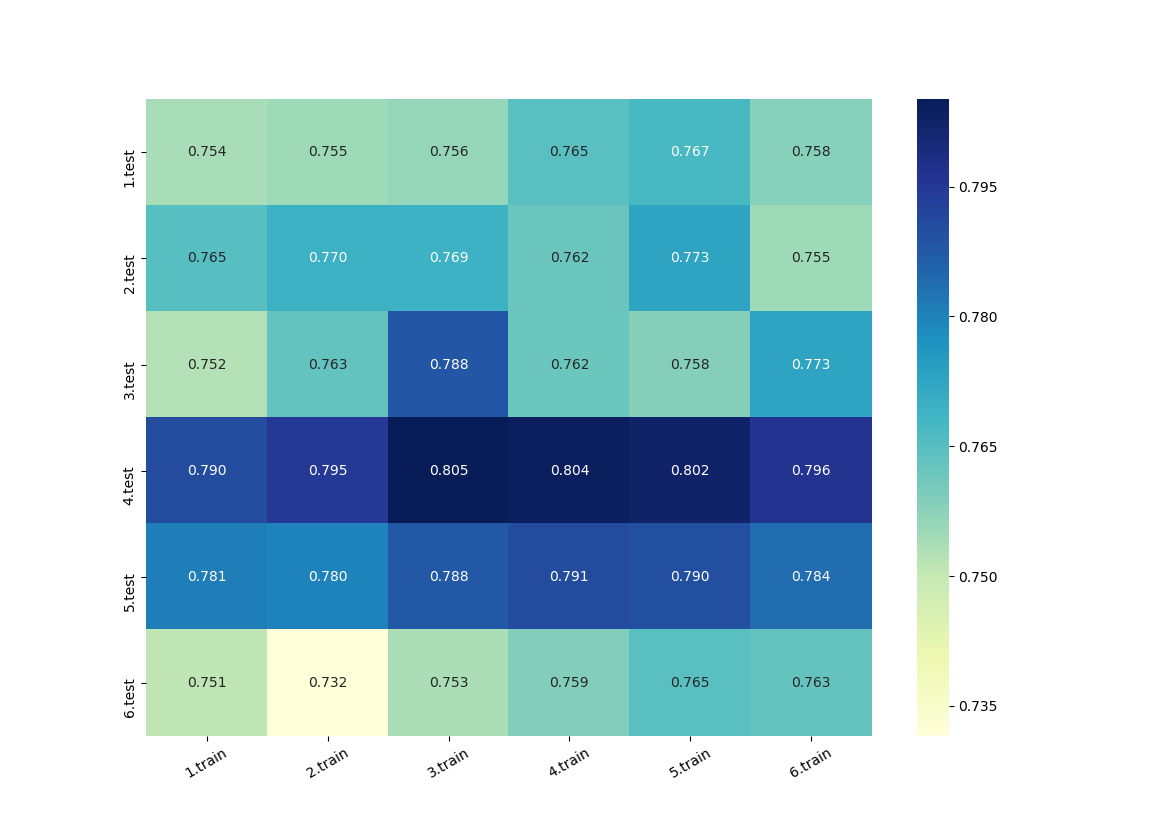 1.test 0.754 0.755 0.756 0.765 0.767 0.758
2.test 0.765 0.770 0.769 0.762 0.773 0.755
3.test 0.752 0.763 0.788 0.762 0.758 0.773
4.test 0.790 0.795 0.805 0.804 0.802 0.796
5.test 0.781 0.780 0.788 0.791 0.790 0.784
6.test 0.751 0.732 0.753 0.759 0.765 0.763
1.train 2.train 3.train 4.train 5.train 6.train
0.795
0.780
0.765
0.750
0.735